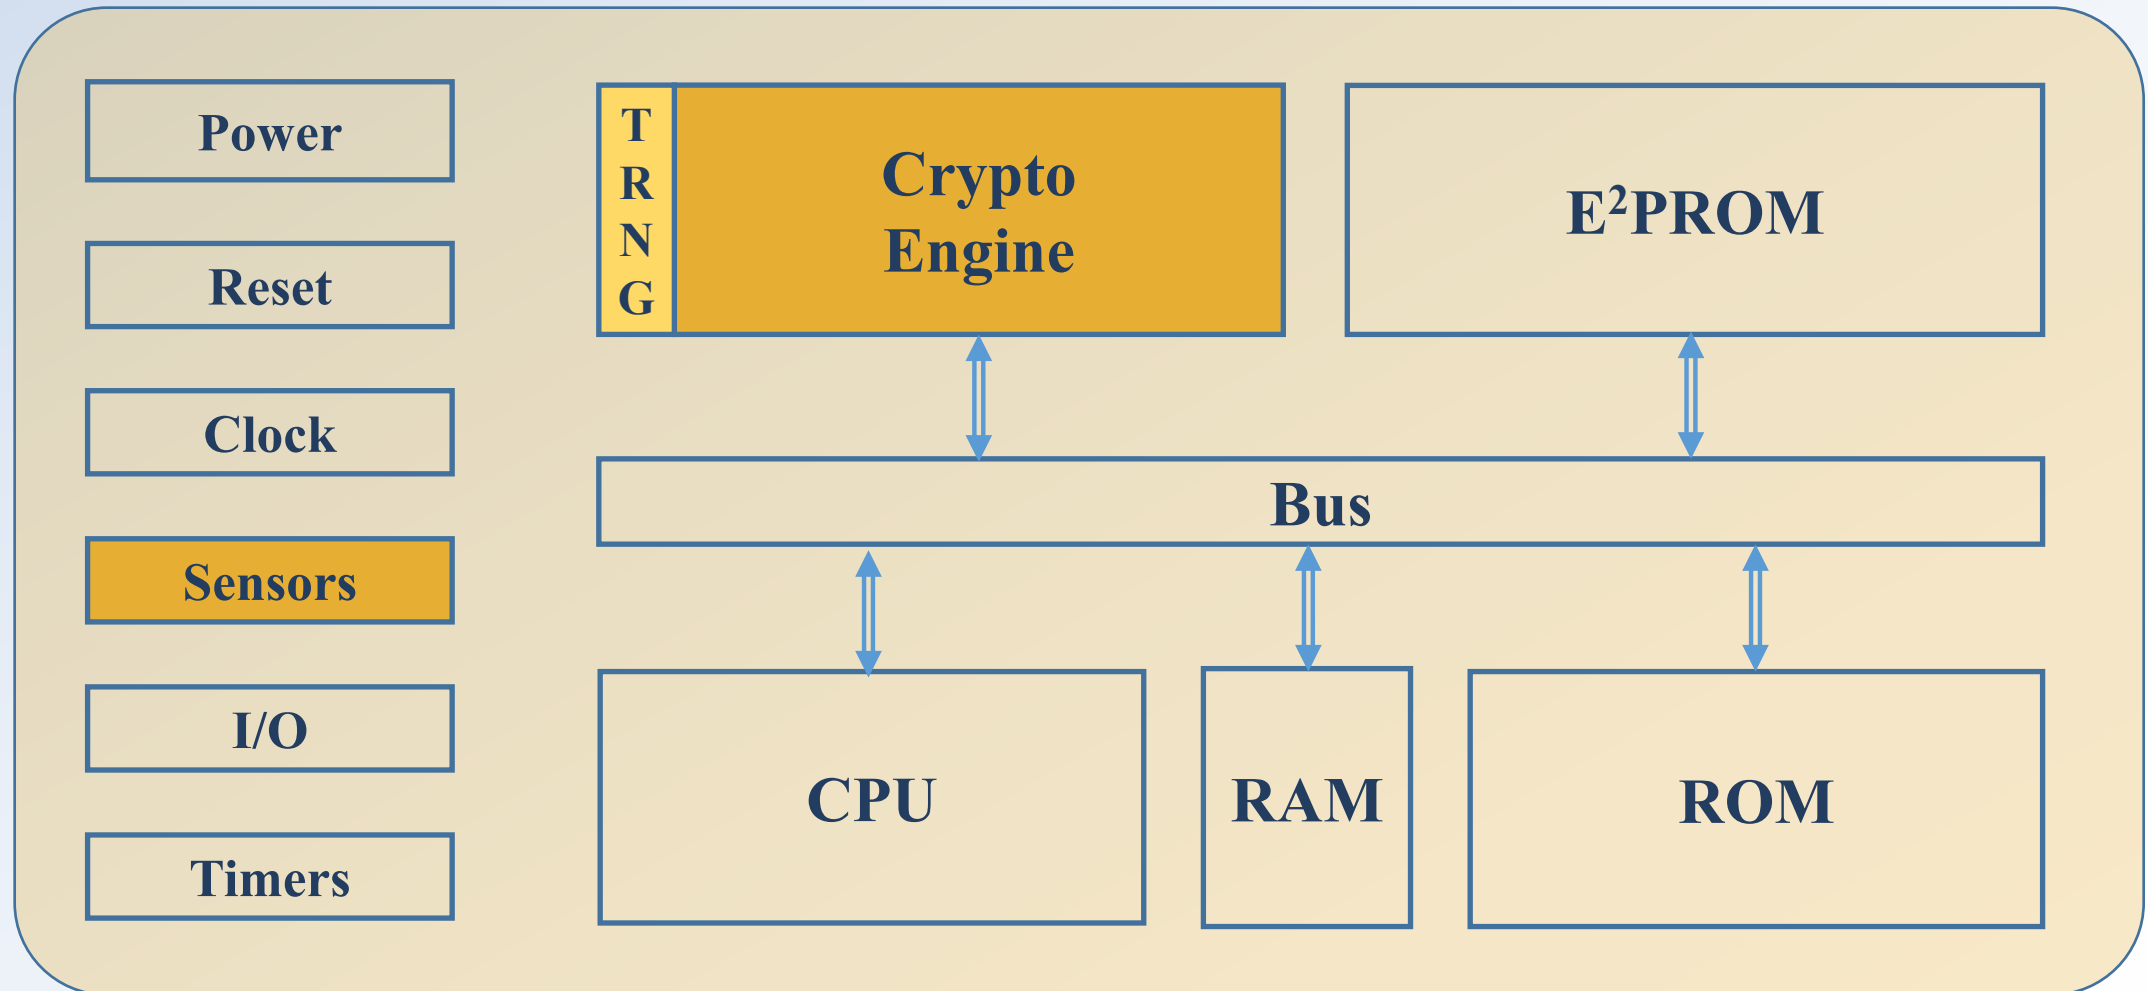 Power
Reset
Clock
Sensors
I/O
Timers
T
R
N
G
Crypto
Engine
E²PROM
Bus
CPU
RAM
ROM